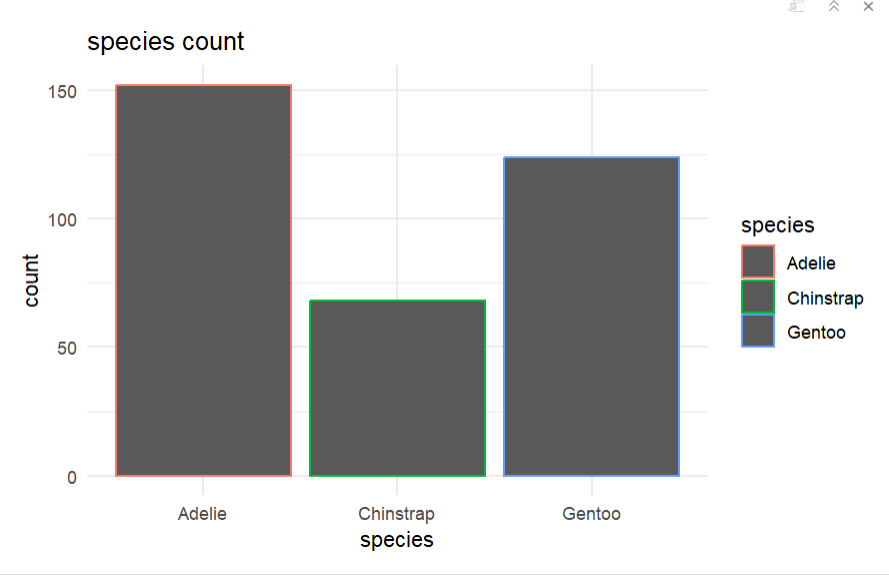 species count
150
100
50
0
count
Adelie
Chinstrap
Gentoo
species
species
Adelie
Chinstrap
Gentoo